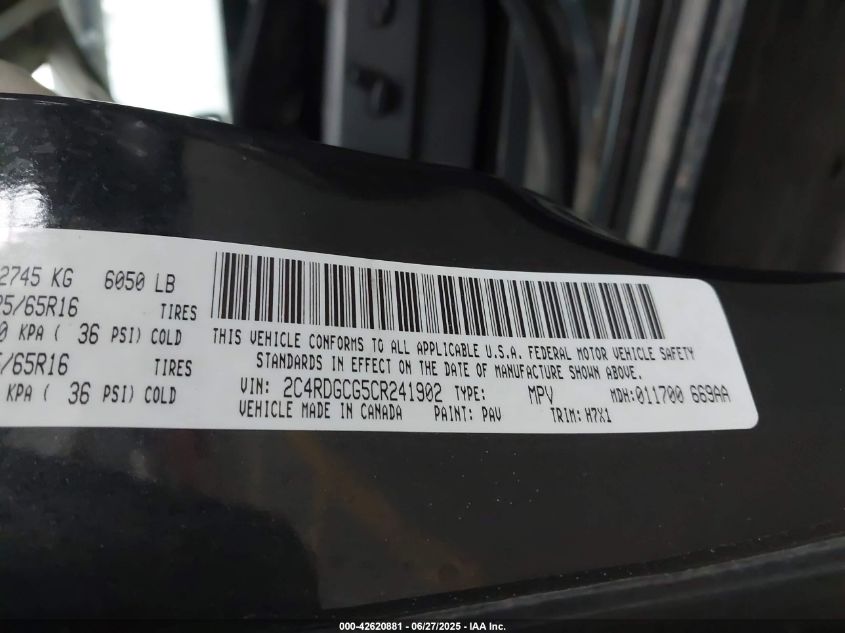 2745 KG 6050 LB
5/65R16 TIRES
0 KPA ( 36 PSI) COLD
/65R16 TIRES
KPA ( 36 PSI) COLD
THIS VEHICLE CONFORMS TO ALL APPLICABLE U.S.A. FEDERAL MOTOR VEHICLE SAFETY
STANDARDS IN EFFECT ON THE DATE OF MANUFACTURE SHOWN ABOVE.
VIN: 2C4RDGCG5CR241902 TYPE: MPV MDH:011700 669AA
VEHICLE MADE IN CANADA PAINT: PAV TRIM: H7X1
000-42620881 - 06/27/2025 - IAA Inc.